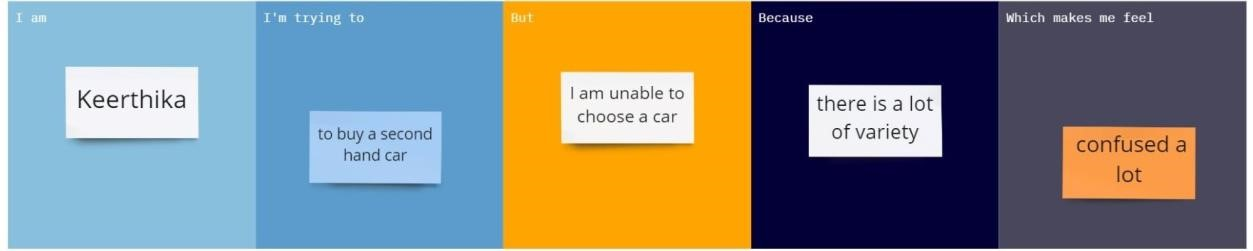 I am
Keerthika
I'm trying to
to buy a second
hand car
But
I am unable to
choose a car
Because
there is a lot
of variety
Which makes me feel
confused a
lot